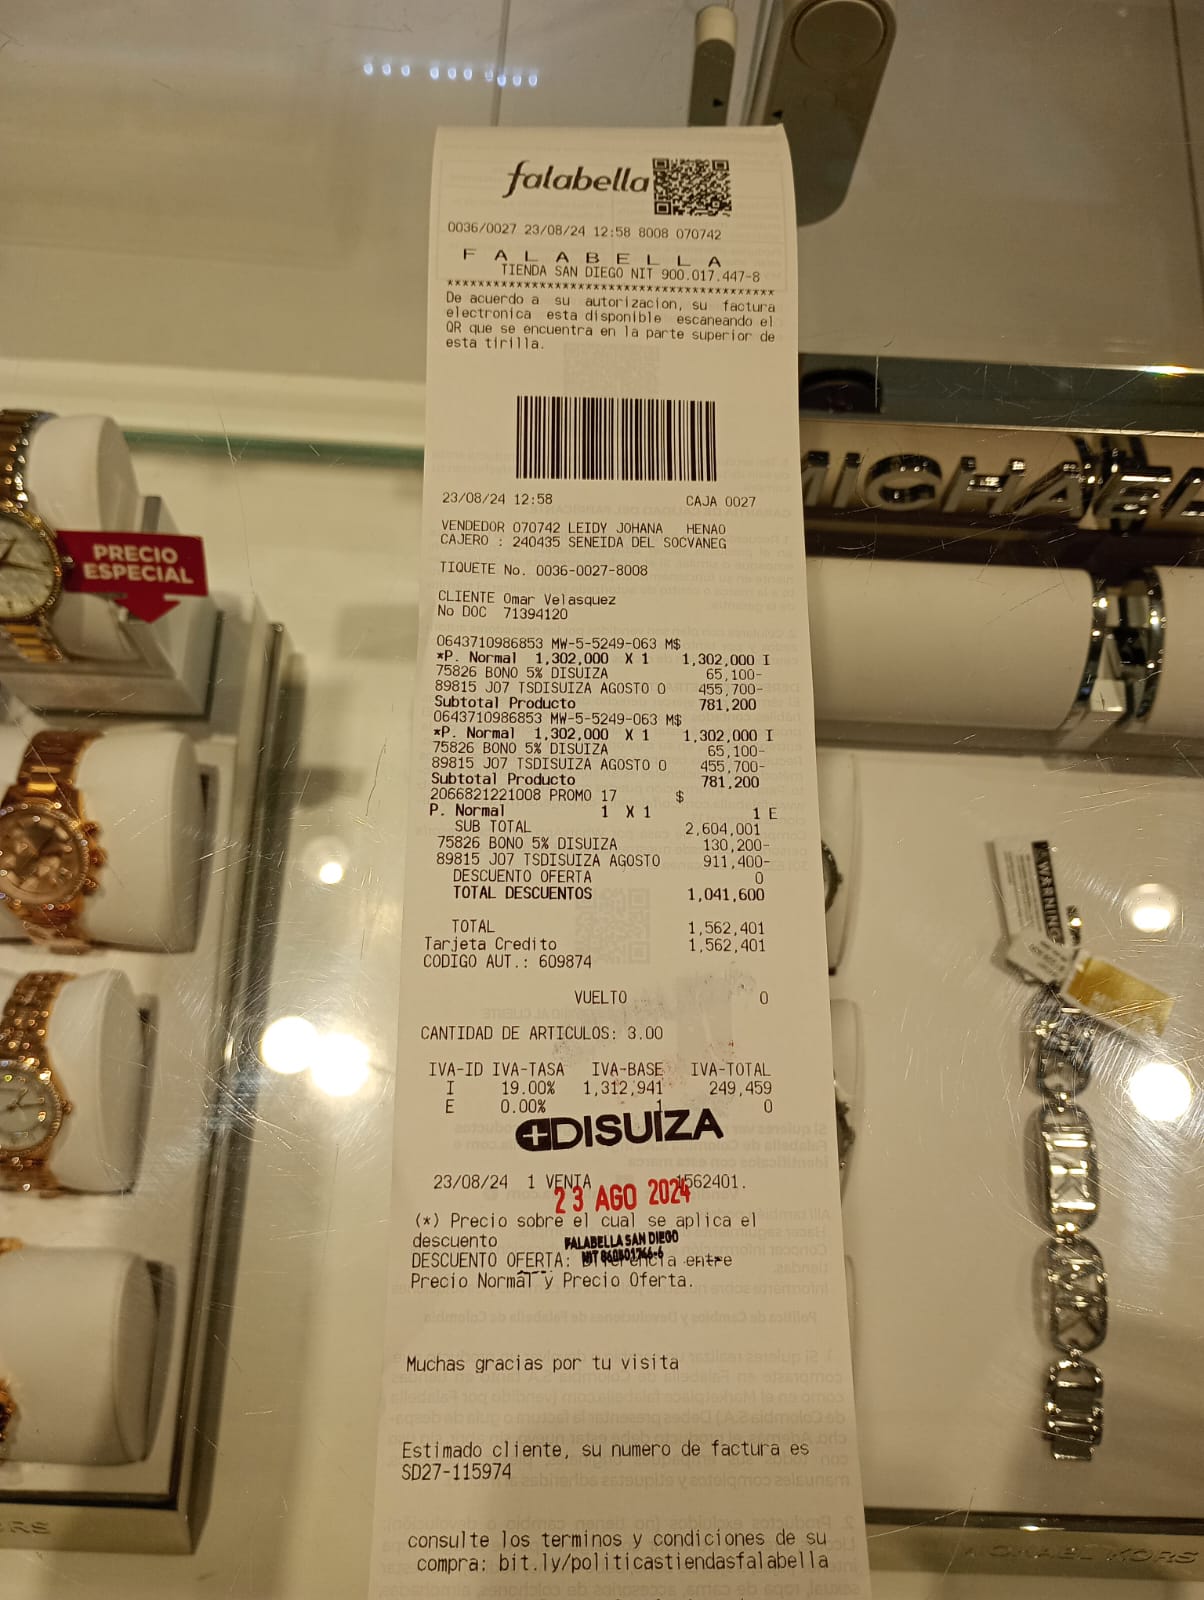 falabella
0036/0027 23/08/24 12:58 8008 070742
F A L A B E L L A
TIENDA SAN DIEGO NIT 900.017.447-8
******************************************
De acuerdo a su autorizacion, su factura
electronica esta disponible escaneando el
QR que se encuentra en la parte superior de
esta tirilla.
23/08/24 12:58 CAJA 0027
VENDEDOR 070742 LEIDY JOHANA HENAO
CAJERO : 240435 SENEIDA DEL SOCVANEG
TIQUETE No. 0036-0027-8008
CLIENTE Omar Velasquez
No DOC 71394120
0643710986853 MW-5-5249-063 M$
*P. Normal 1,302,000 X 1 1,302,000 I
75826 BONO 5% DISUIZA 65,100-
89815 J07 TSDISUIZA AGOSTO 0 455,700-
Subtotal Producto 781,200
0643710986853 MW-5-5249-063 M$
*P. Normal 1,302,000 X 1 1,302,000 I
75826 BONO 5% DISUIZA 65,100-
89815 J07 TSDISUIZA AGOSTO 0 455,700-
Subtotal Producto 781,200
2066821221008 PROMO 17 $
P. Normal 1 X 1 1 E
SUB TOTAL 2,604,001
75826 BONO 5% DISUIZA 130,200-
89815 J07 TSDISUIZA AGOSTO 911,400-
DESCUENTO OFERTA 0
TOTAL DESCUENTOS 1,041,600
TOTAL 1,562,401
Tarjeta Credito 1,562,401
CODIGO AUT.: 609874
VUELTO 0
CANTIDAD DE ARTICULOS: 3.00
IVA-ID IVA-TASA IVA-BASE IVA-TOTAL
I 19.00% 1,312,941 249,459
E 0.00% 1 0
DISUIZA
23/08/24 1 VENTA 1562401.
23 AGO 2024
(*) Precio sobre el cual se aplica el
descuento
FALABELLA SAN DIEGO
NIT 860501766-6
DESCUENTO OFERTA: Diferencia entre
Precio Normal y Precio Oferta.
Muchas gracias por tu visita
Estimado cliente, su numero de factura es
SD27-115974
consulte los terminos y condiciones de su
compra: bit.ly/politicastiendasfalabella
PRECIO
ESPECIAL
MICHAEL
WARNING
MICHAEL KORS